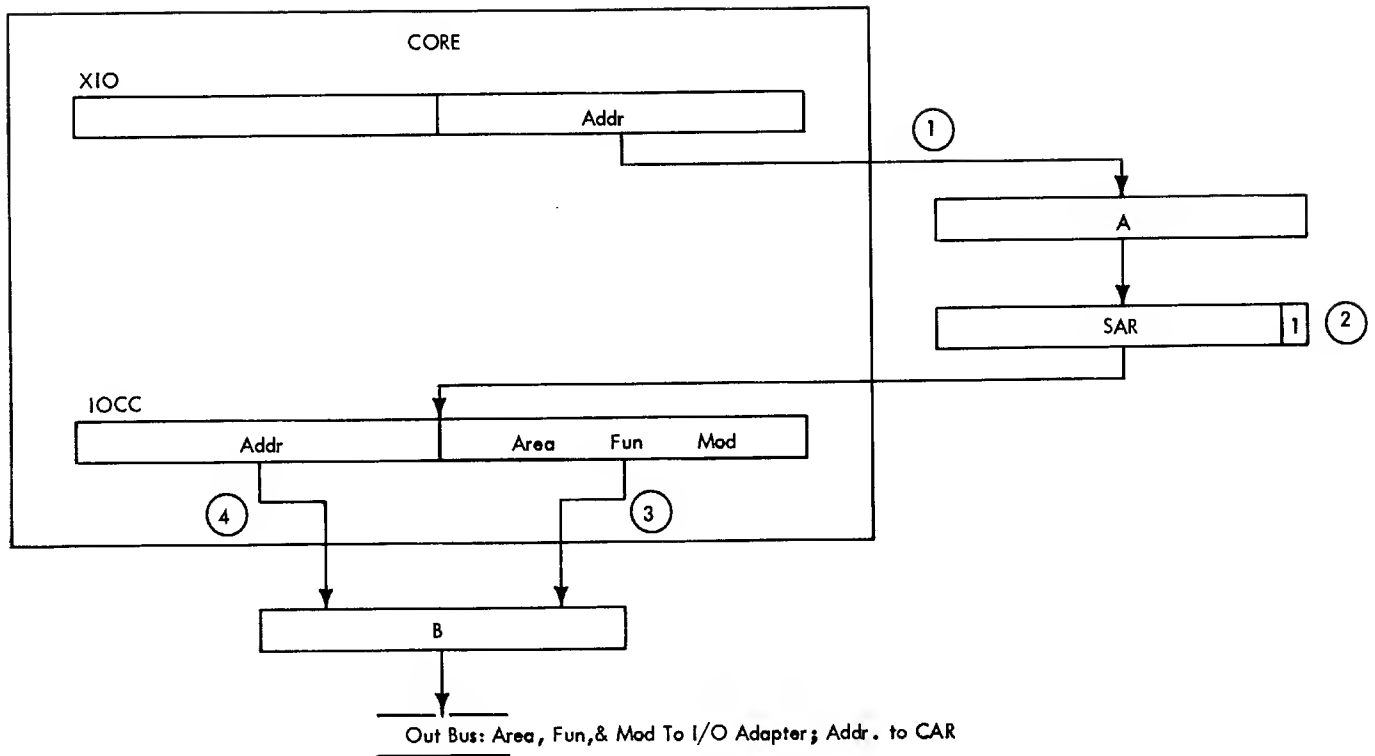 CORE
XIO
Addr
1
A
SAR 1 2
IOCC
Addr Area Fun Mod
4 3
B
Out Bus: Area, Fun,& Mod To I/O Adapter; Addr. to CAR